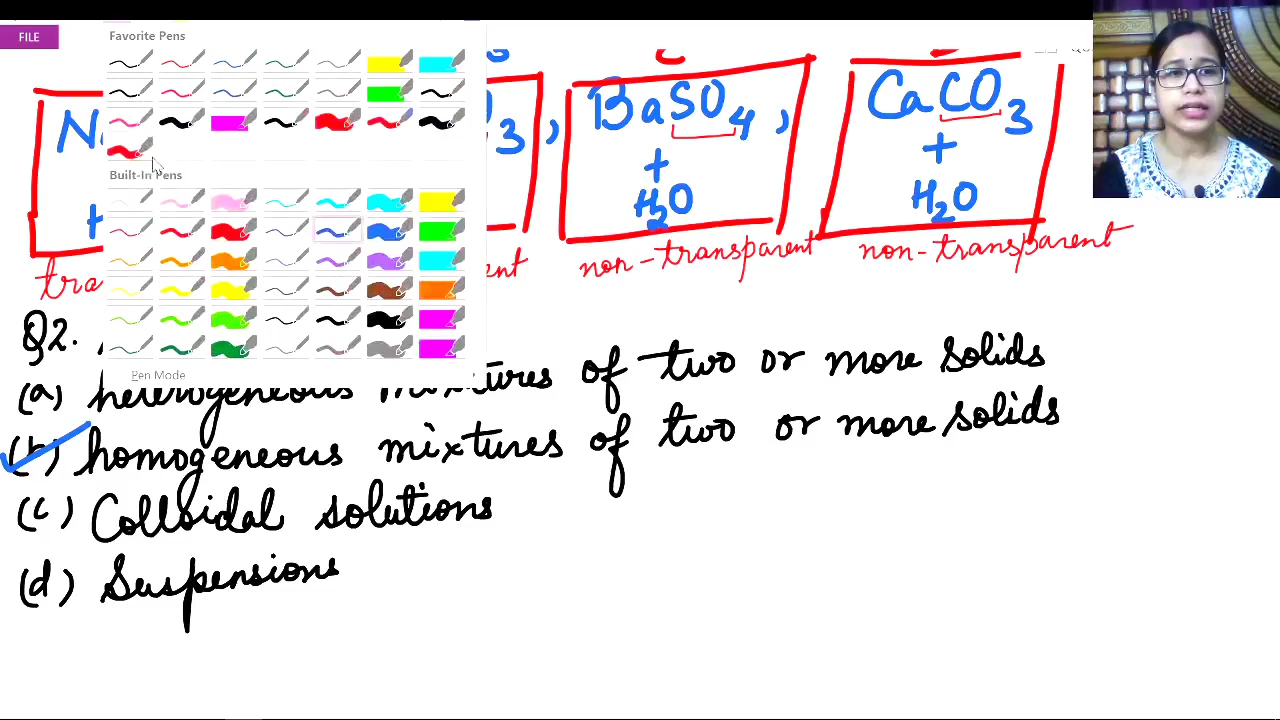 FILE
Favorite Pens
Built-In Pens
Pen Mode
BaSO4, CaCO3
+ +
H2O H2O
non-transparent non-transparent
Q2.
(a) heterogeneous mixtures of two or more solids
(b) homogeneous mixtures of two or more solids
(c) Colloidal solutions
(d) Suspensions